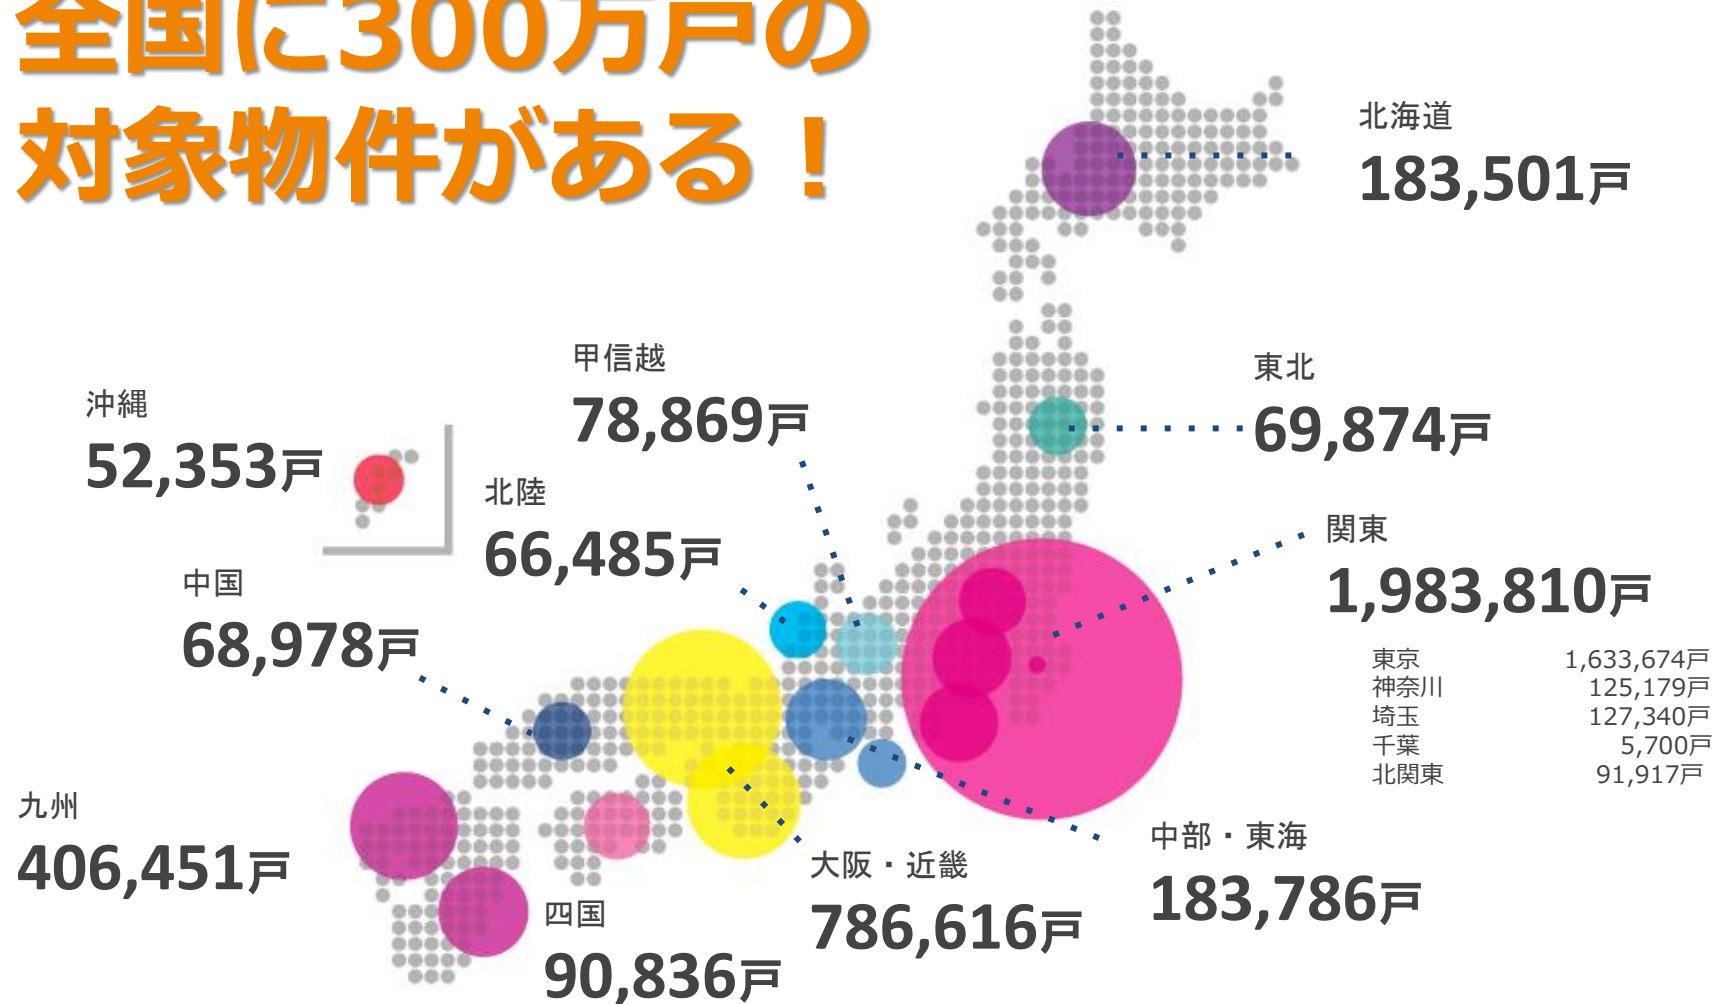 全国に300万戸の
対象物件がある！
北海道
183,501戸
東北
69,874戸
甲信越
78,869戸
沖縄
52,353戸
北陸
66,485戸
中国
68,978戸
関東
1,983,810戸
東京 1,633,674戸
神奈川 125,179戸
埼玉 127,340戸
千葉 5,700戸
北関東 91,917戸
九州
406,451戸
四国
90,836戸
大阪・近畿
786,616戸
中部・東海
183,786戸